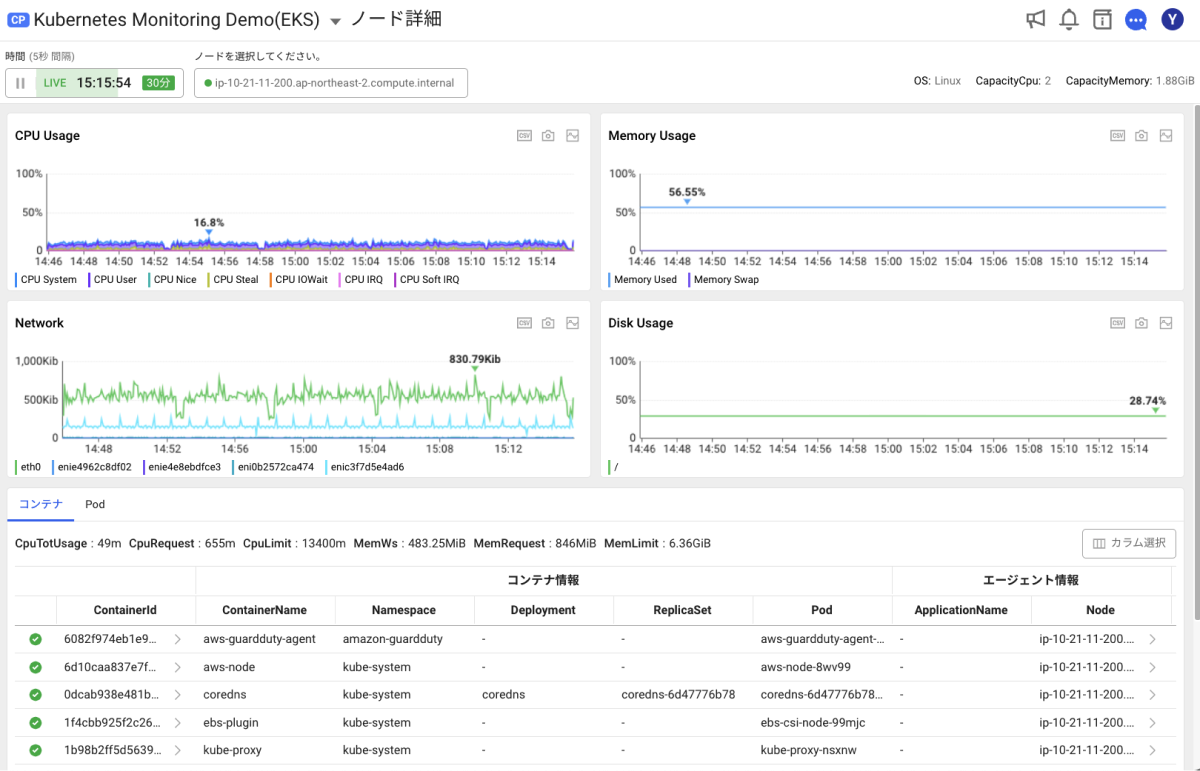 CP Kubernetes Monitoring Demo(EKS) ノード詳細
Y
時間 (5秒 間隔)
ノードを選択してください。
LIVE 15:15:54 30分
ip-10-21-11-200.ap-northeast-2.compute.internal
OS: Linux CapacityCpu: 2 CapacityMemory: 1.88GiB
CPU Usage
CSV
100%
50%
0
16.8%
14:46 14:48 14:50 14:52 14:54 14:56 14:58 15:00 15:02 15:04 15:06 15:08 15:10 15:12 15:14
CPU System CPU User CPU Nice CPU Steal CPU IOWait CPU IRQ CPU Soft IRQ
Memory Usage
CSV
100%
56.55%
50%
0
14:46 14:48 14:50 14:52 14:54 14:56 14:58 15:00 15:02 15:04 15:06 15:08 15:10 15:12 15:14
Memory Used Memory Swap
Network
CSV
1,000Kib
830.79Kib
500Kib
0
14:48 14:52 14:56 15:00 15:04 15:08 15:12
eth0 enie4962c8df02 enie4e8ebdfce3 eni0b2572ca474 enic3f7d5e4ad6
Disk Usage
CSV
100%
50%
28.74%
0
14:46 14:48 14:50 14:52 14:54 14:56 14:58 15:00 15:02 15:04 15:06 15:08 15:10 15:12 15:14
/
コンテナ Pod
CpuTotUsage : 49m CpuRequest : 655m CpuLimit : 13400m MemWs : 483.25MiB MemRequest : 846MiB MemLimit : 6.36GiB
カラム選択
コンテナ情報 エージェント情報
ContainerId ContainerName Namespace Deployment ReplicaSet Pod ApplicationName Node
6082f974eb1e9... aws-guardduty-agent amazon-guardduty - - aws-guardduty-agent-... - ip-10-21-11-200....
6d10caa837e7f... aws-node kube-system - - aws-node-8wv99 - ip-10-21-11-200....
0dcab938e481b... coredns kube-system coredns coredns-6d47776b78 coredns-6d47776b78... - ip-10-21-11-200....
1f4cbb925f2c26... ebs-plugin kube-system - - ebs-csi-node-99mjc - ip-10-21-11-200....
1b98b2ff5d5639... kube-proxy kube-system - - kube-proxy-nsxnw - ip-10-21-11-200....